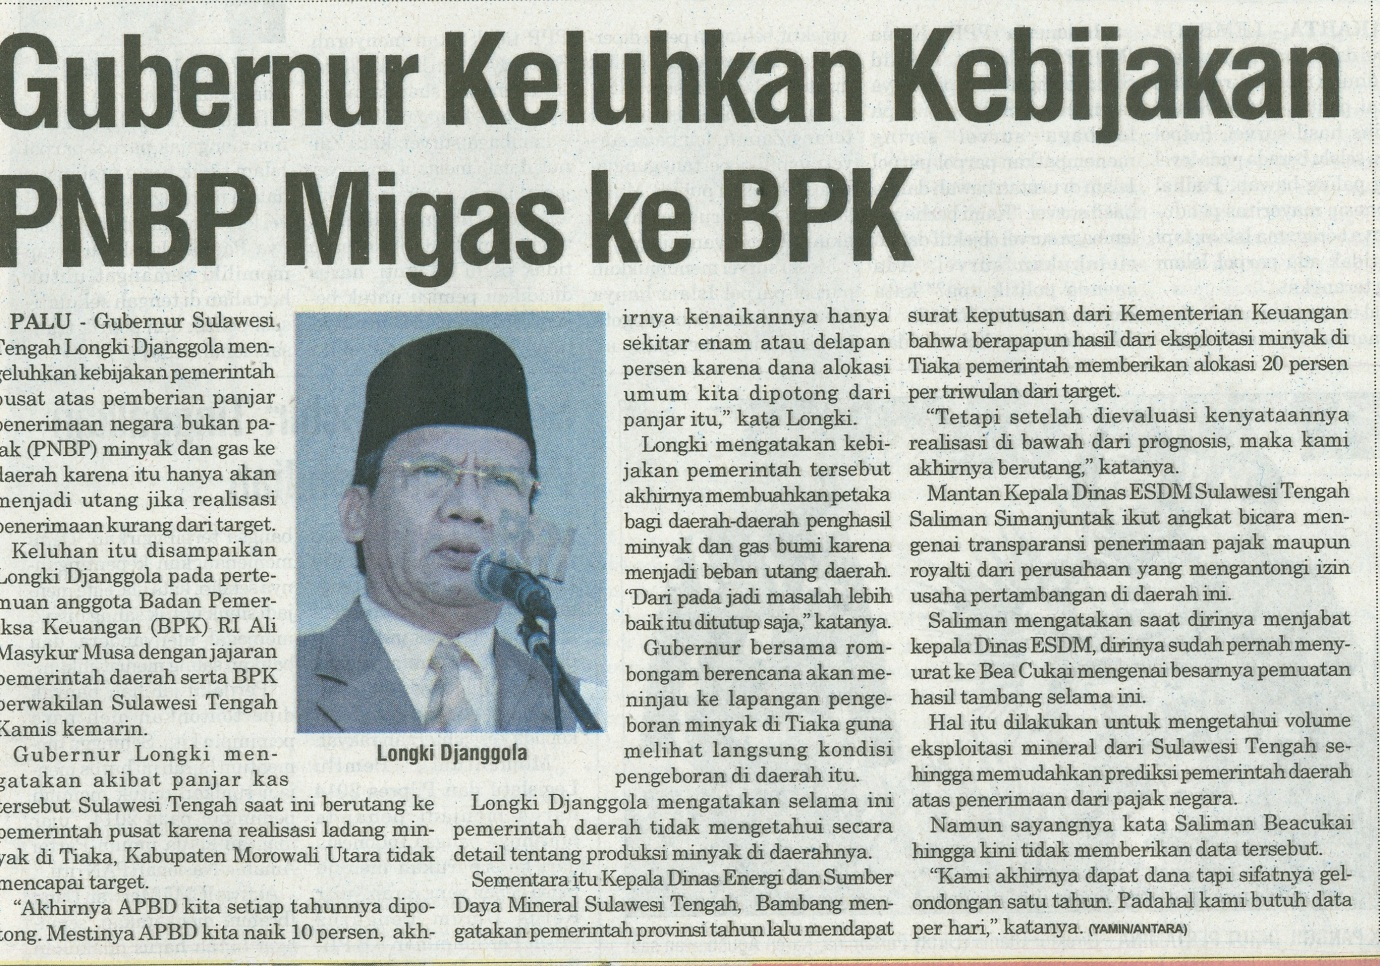 Gubernur Keluhkan Kebijakan
PNBP Migas ke BPK
PALU - Gubernur Sulawesi
Tengah Longki Djanggola men-
geluhkan kebijakan pemerintah
pusat atas pemberian panjar
penerimaan negara bukan pa-
jak (PNBP) minyak dan gas ke
daerah karena itu hanya akan
menjadi utang jika realisasi
penerimaan kurang dari target.
Keluhan itu disampaikan
Longki Djanggola pada perte-
muan anggota Badan Pemer-
iksa Keuangan (BPK) RI Ali
Masykur Musa dengan jajaran
pemerintah daerah serta BPK
perwakilan Sulawesi Tengah
Kamis kemarin.
Gubernur Longki men-
gatakan akibat panjar kas
tersebut Sulawesi Tengah saat ini berutang ke
pemerintah pusat karena realisasi ladang min-
yak di Tiaka, Kabupaten Morowali Utara tidak
mencapai target.
“Akhirnya APBD kita setiap tahunnya dipo-
tong. Mestinya APBD kita naik 10 persen, akh-
Longki Djanggola
irnya kenaikannya hanya
sekitar enam atau delapan
persen karena dana alokasi
umum kita dipotong dari
panjar itu,” kata Longki.
Longki mengatakan kebi-
jakan pemerintah tersebut
akhirnya membuahkan petaka
bagi daerah-daerah penghasil
minyak dan gas bumi karena
menjadi beban utang daerah.
“Dari pada jadi masalah lebih
baik itu ditutup saja,” katanya.
Gubernur bersama rom-
bongam berencana akan me-
ninjau ke lapangan penge-
boran minyak di Tiaka guna
melihat langsung kondisi
pengeboran di daerah itu.
Longki Djanggola mengatakan selama ini
pemerintah daerah tidak mengetahui secara
detail tentang produksi minyak di daerahnya.
Sementara itu Kepala Dinas Energi dan Sumber
Daya Mineral Sulawesi Tengah, Bambang men-
gatakan pemerintah provinsi tahun lalu mendapat
surat keputusan dari Kementerian Keuangan
bahwa berapapun hasil dari eksploitasi minyak di
Tiaka pemerintah memberikan alokasi 20 persen
per triwulan dari target.
“Tetapi setelah dievaluasi kenyataannya
realisasi di bawah dari prognosis, maka kami
akhirnya berutang,” katanya.
Mantan Kepala Dinas ESDM Sulawesi Tengah
Saliman Simanjuntak ikut angkat bicara men-
genai transparansi penerimaan pajak maupun
royalti dari perusahaan yang mengantongi izin
usaha pertambangan di daerah ini.
Saliman mengatakan saat dirinya menjabat
kepala Dinas ESDM, dirinya sudah pernah meny-
urat ke Bea Cukai mengenai besarnya pemuatan
hasil tambang selama ini.
Hal itu dilakukan untuk mengetahui volume
eksploitasi mineral dari Sulawesi Tengah se-
hingga memudahkan prediksi pemerintah daerah
atas penerimaan dari pajak negara.
Namun sayangnya kata Saliman Beacukai
hingga kini tidak memberikan data tersebut.
“Kami akhirnya dapat dana tapi sifatnya gel-
ondongan satu tahun. Padahal kami butuh data
per hari,” katanya. (YAMIN/ANTARA)